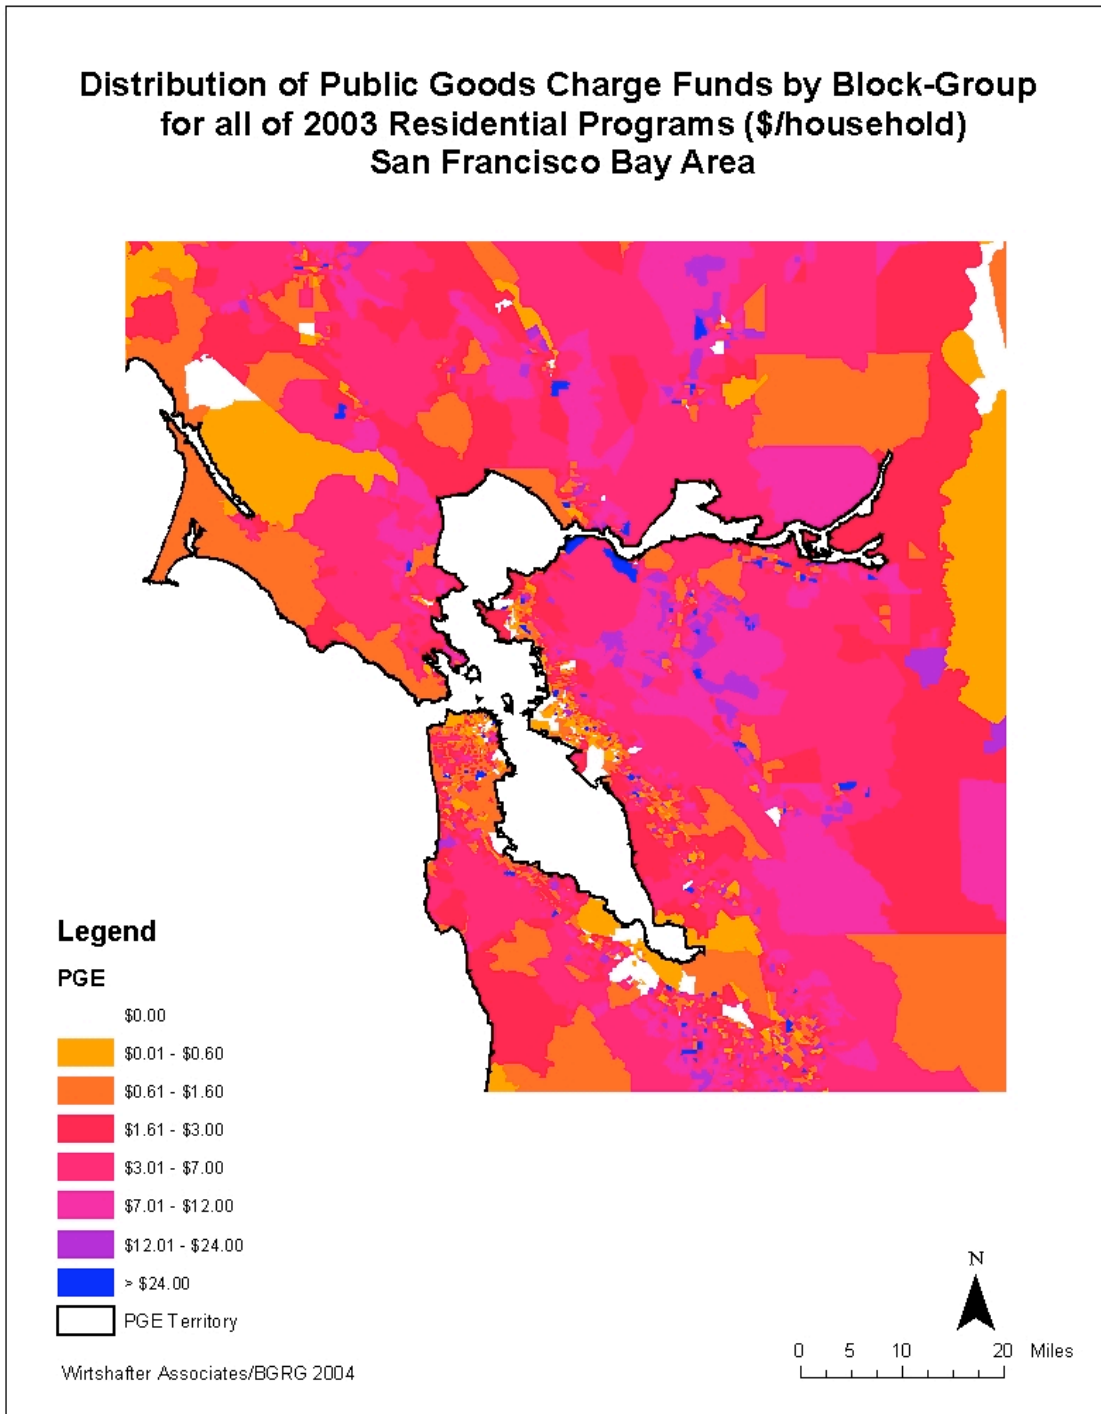 Distribution of Public Goods Charge Funds by Block-Group
for all of 2003 Residential Programs ($/household)
San Francisco Bay Area
Legend
PGE
$0.00
$0.01 - $0.60
$0.61 - $1.60
$1.61 - $3.00
$3.01 - $7.00
$7.01 - $12.00
$12.01 - $24.00
> $24.00
PGE Territory
Wirtshafter Associates/BGRG 2004
N
0 5 10 20 Miles